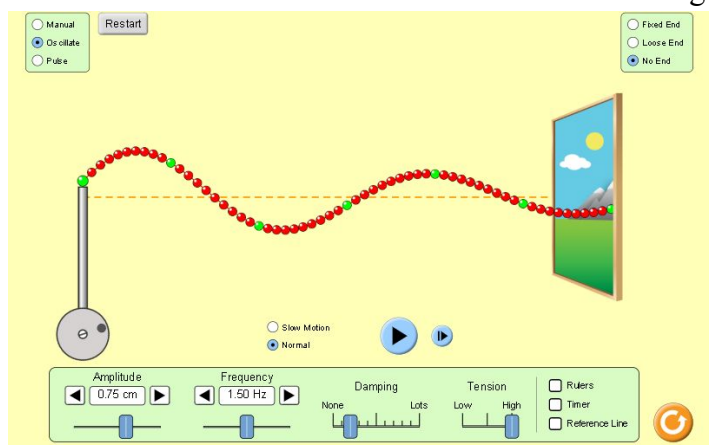 Manual
Oscillate
Pulse
Restart
Fixed End
Loose End
No End
Slow Motion
Normal
Amplitude
0.75 cm
Frequency
1.50 Hz
Damping
None
Lots
Tension
Low
High
Rulers
Timer
Reference Line